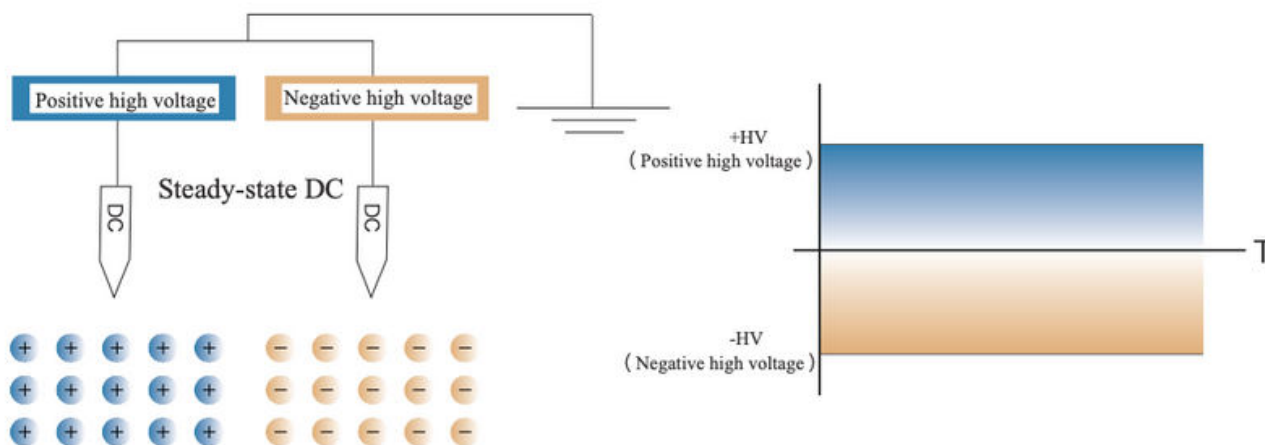 Positive high voltage
Negative high voltage
Steady-state DC
DC
DC
+ + + + +
− − − − −
+ + + + +
− − − − −
+ + + + +
− − − − −
+HV
( Positive high voltage )
-HV
( Negative high voltage )